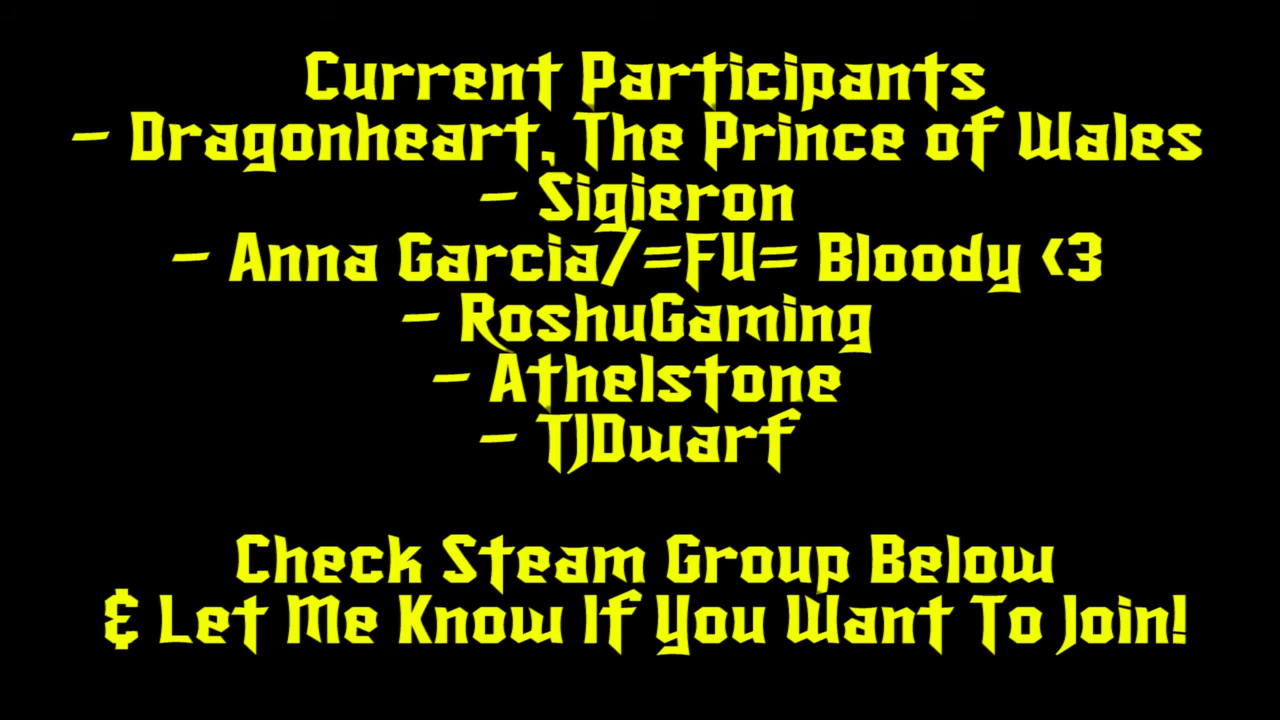 Current Participants
- Dragonheart, The Prince of Wales
- Sigieron
- Anna Garcia/=FU= Bloody <3
- RoshuGaming
- Athelstone
- TJDwarf
Check Steam Group Below
& Let Me Know If You Want To Join!